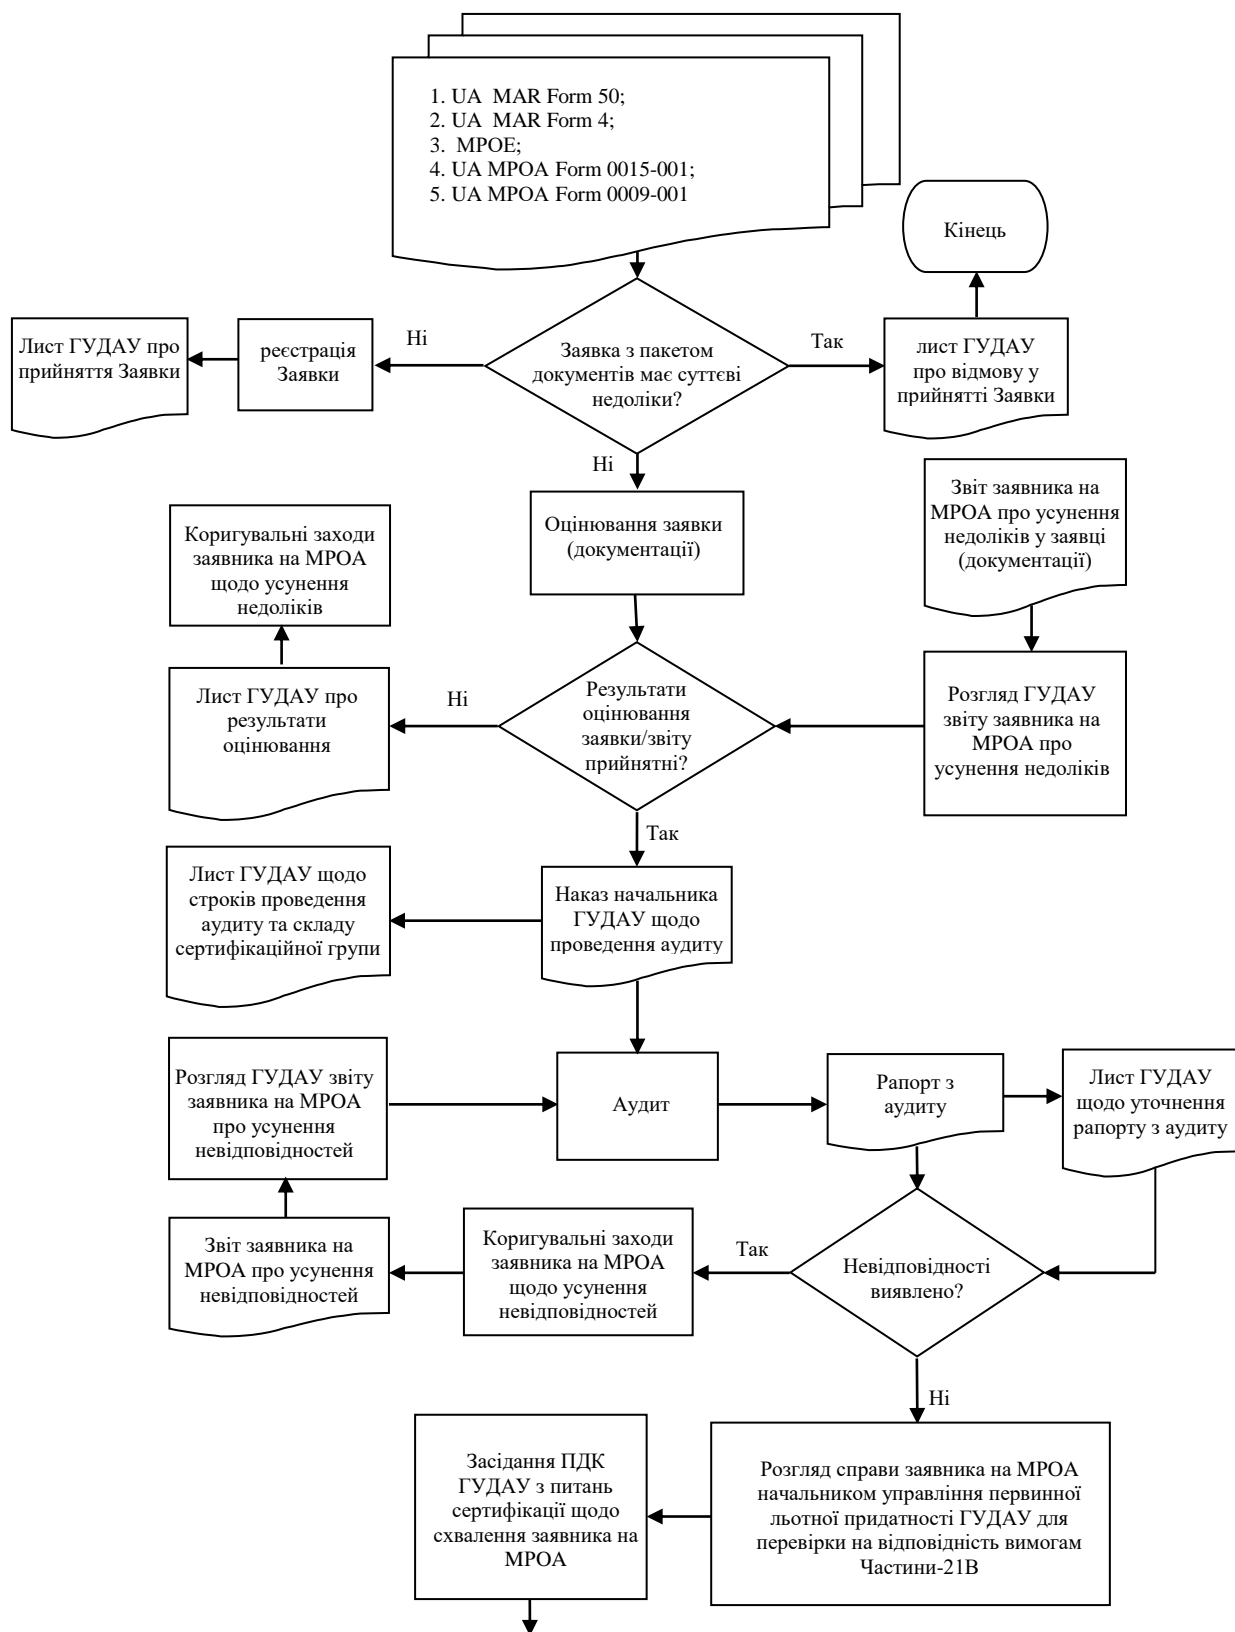 1. UA MAR Form 50;
2. UA MAR Form 4;
3. MPOE;
4. UA MPOA Form 0015-001;
5. UA MPOA Form 0009-001
Кінець
Ні
Так
Лист ГУДАУ про
прийняття Заявки
реєстрація
Заявки
Заявка з пакетом
документів має суттєві
недоліки?
лист ГУДАУ
про відмову у
прийнятті Заявки
Ні
Коригувальні заходи
заявника на МРОА
щодо усунення
недоліків
Оцінювання заявки
(документації)
Звіт заявника на
МРОА про усунення
недоліків у заявці
(документації)
Лист ГУДАУ про
результати
оцінювання
Ні
Результати
оцінювання
заявки/звіту
прийнятні?
Розгляд ГУДАУ
звіту заявника на
МРОА про
усунення недоліків
Так
Лист ГУДАУ щодо
строків проведення
аудиту та складу
сертифікаційної групи
Наказ начальника
ГУДАУ щодо
проведення аудиту
Розгляд ГУДАУ звіту
заявника на МРОА
про усунення
невідповідностей
Аудит
Рапорт з
аудиту
Лист ГУДАУ
щодо уточнення
рапорту з аудиту
Звіт заявника на
МРОА про усунення
невідповідностей
Коригувальні заходи
заявника на МРОА
щодо усунення
невідповідностей
Так
Невідповідності
виявлено?
Ні
Засідання ПДК
ГУДАУ з питань
сертифікації щодо
схвалення заявника на
МРОА
Розгляд справи заявника на МРОА
начальником управління первинної
льотної придатності ГУДАУ для
перевірки на відповідність вимогам
Частини-21В